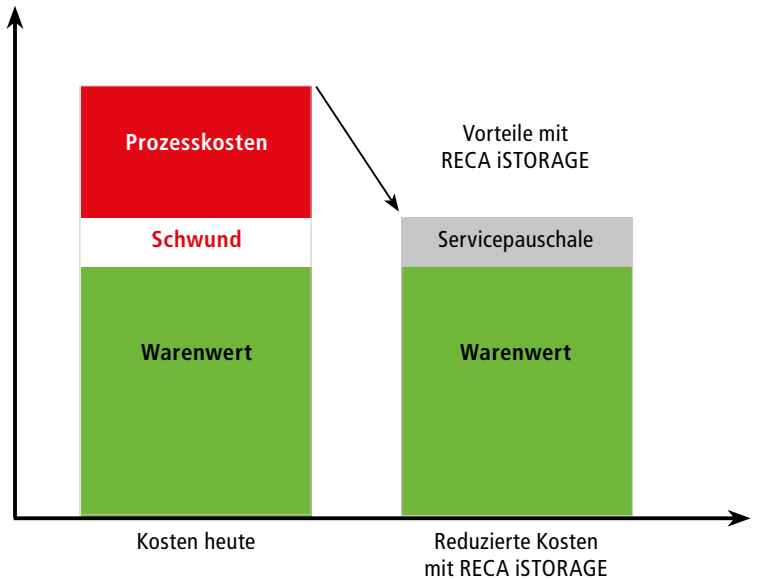 Prozesskosten
Schwund
Warenwert
Vorteile mit
RECA iSTORAGE
Servicepauschale
Warenwert
Kosten heute
Reduzierte Kosten
mit RECA iSTORAGE